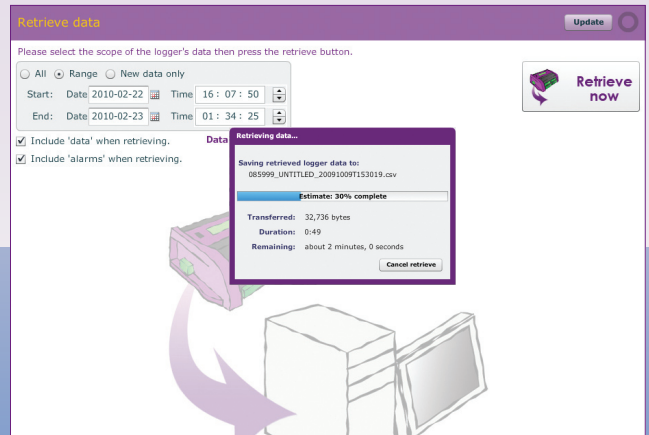 Retrieve data
Update
Please select the scope of the logger's data then press the retrieve button.
All Range New data only
Start: Date 2010-02-22 Time 16 : 07 : 50
End: Date 2010-02-23 Time 01 : 34 : 25
Retrieve
now
Include 'data' when retrieving.
Data
Include 'alarms' when retrieving.
Retrieving data...
Saving retrieved logger data to:
085999_UNTITLED_20091009T153019.csv
Estimate: 30% complete
Transferred: 32,736 bytes
Duration: 0:49
Remaining: about 2 minutes, 0 seconds
Cancel retrieve